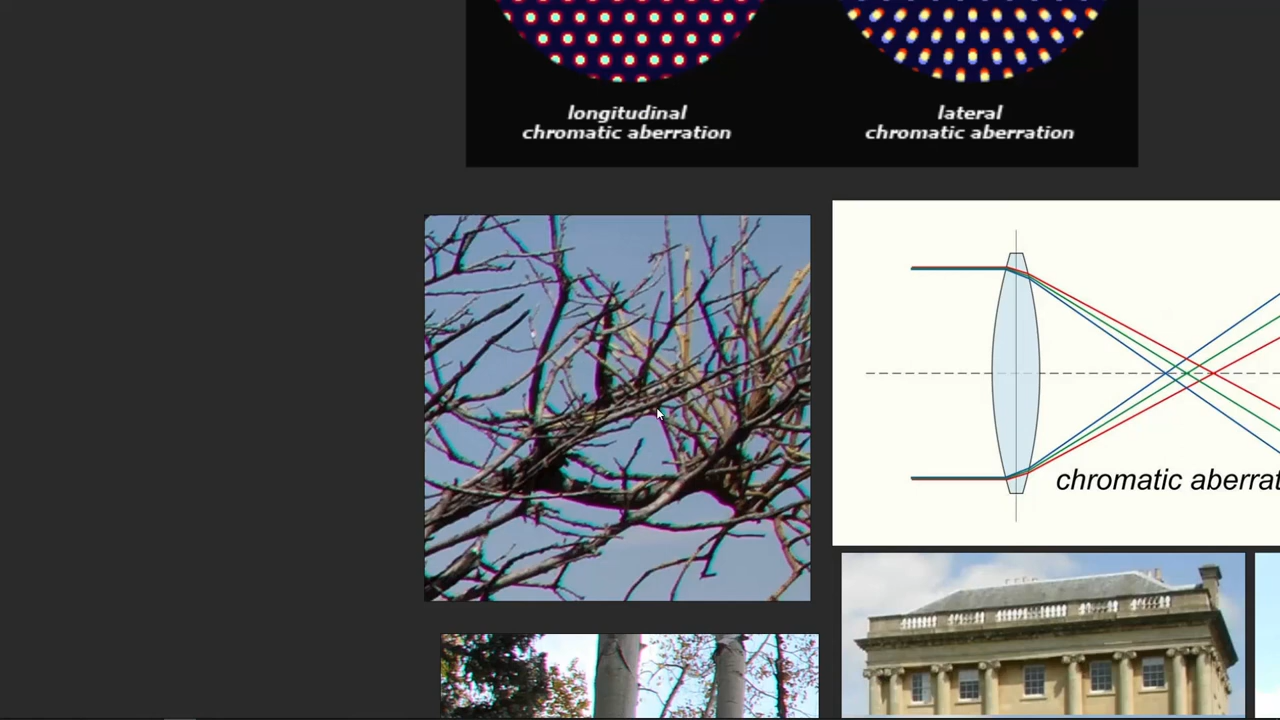 longitudinal
chromatic aberration
lateral
chromatic aberration
chromatic aberrat